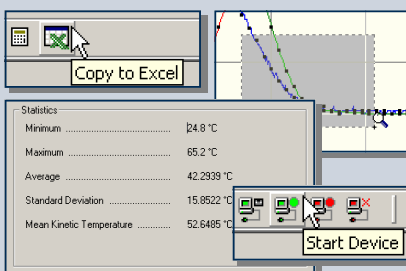 Copy to Excel
Statistics
Minimum .......................... 24.8 °C
Maximum .......................... 65.2 °C
Average ........................... 42.2939 °C
Standard Deviation .............. 15.8522 °C
Mean Kinetic Temperature ....... 52.6485 °C
Start Device